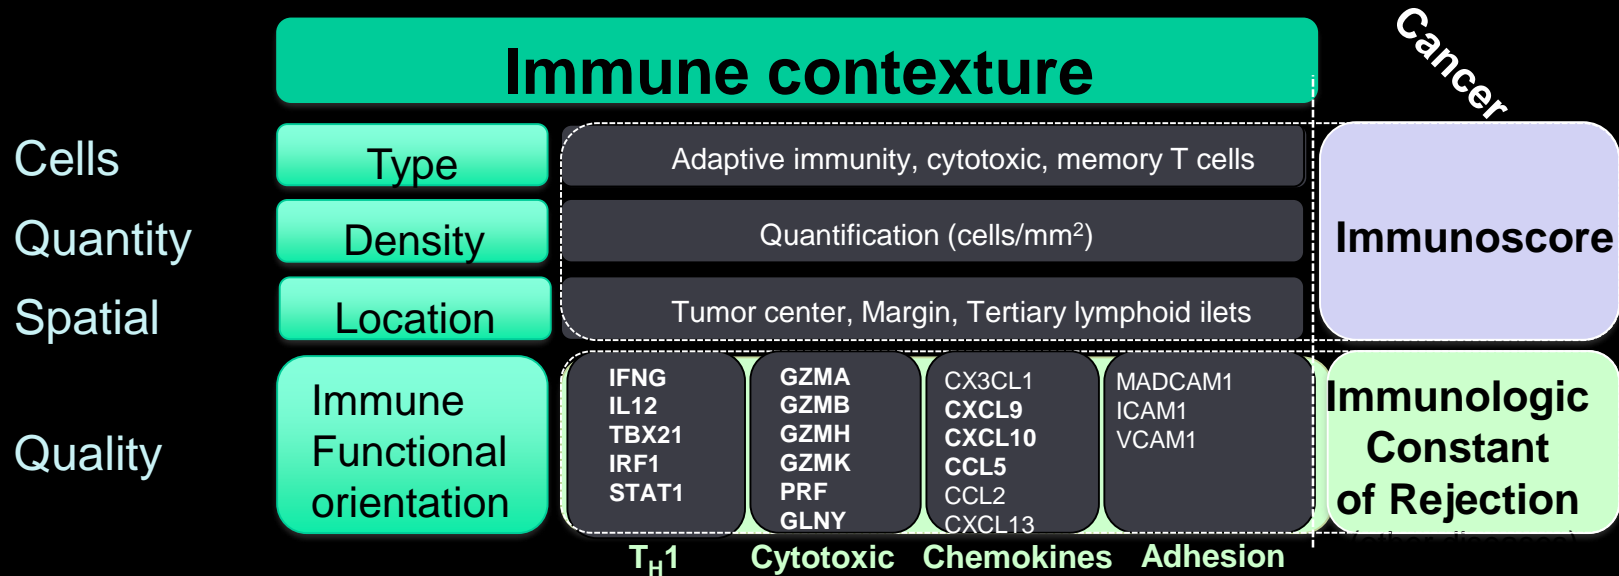 Immune contexture
Cancer
Cells
Type
Adaptive immunity, cytotoxic, memory T cells
Quantity
Density
Quantification (cells/mm²)
Immunoscore
Spatial
Location
Tumor center, Margin, Tertiary lymphoid ilets
Quality
Immune
Functional
orientation
IFNG
IL12
TBX21
IRF1
STAT1
GZMA
GZMB
GZMH
GZMK
PRF
GLNY
CX3CL1
CXCL9
CXCL10
CCL5
CCL2
CXCL13
MADCAM1
ICAM1
VCAM1
Immunologic
Constant
of Rejection
TH1
Cytotoxic
Chemokines
Adhesion